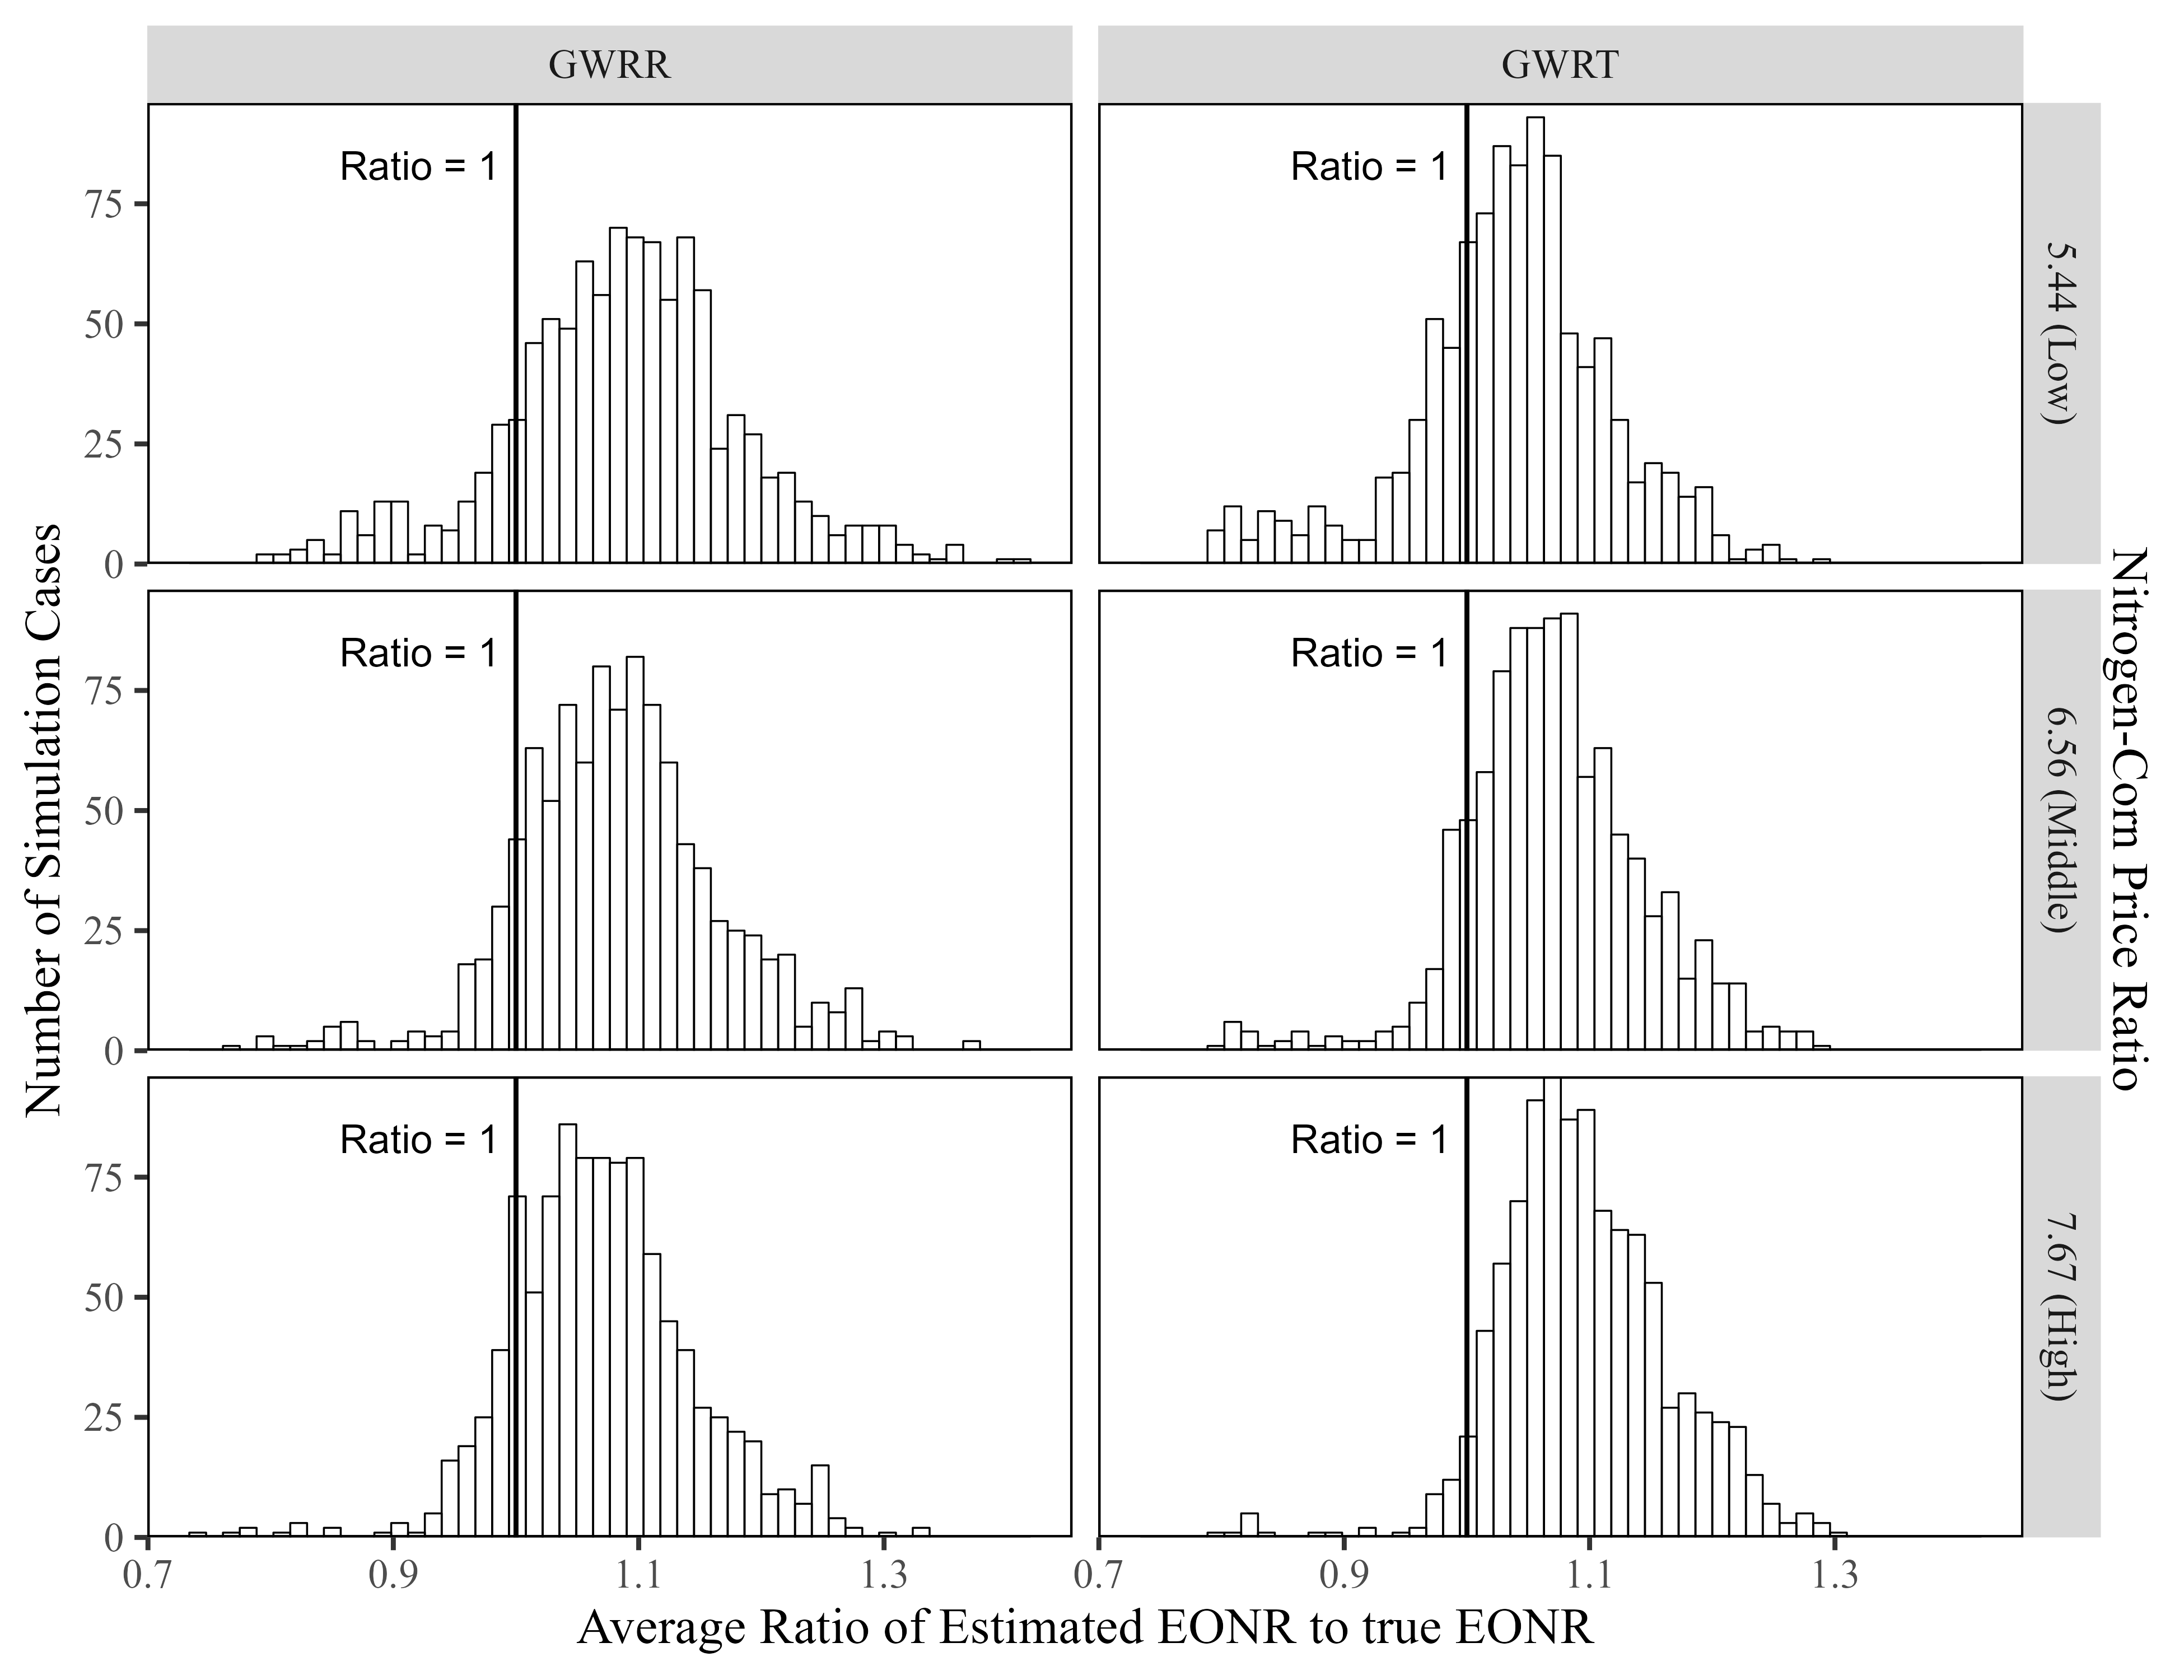 GWRR
GWRT
Ratio = 1
Ratio = 1
75
50
25
0
5.44 (Low)
Ratio = 1
Ratio = 1
75
50
25
0
6.56 (Middle)
Ratio = 1
Ratio = 1
75
50
25
0
7.67 (High)
Number of Simulation Cases
Nitrogen-Corn Price Ratio
0.7
0.9
1.1
1.3
0.7
0.9
1.1
1.3
Average Ratio of Estimated EONR to true EONR